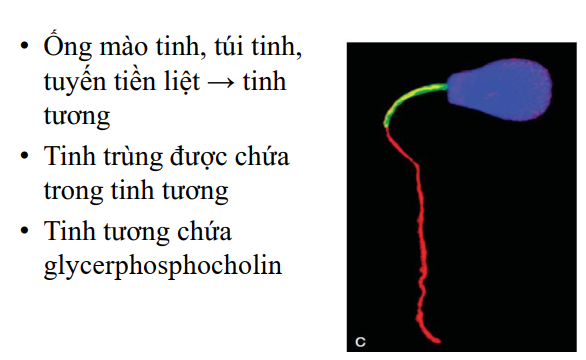 • Ống mào tinh, túi tinh,
tuyến tiền liệt → tinh
tương
• Tinh trùng được chứa
trong tinh tương
• Tinh tương chứa
glycerphosphocholin
C